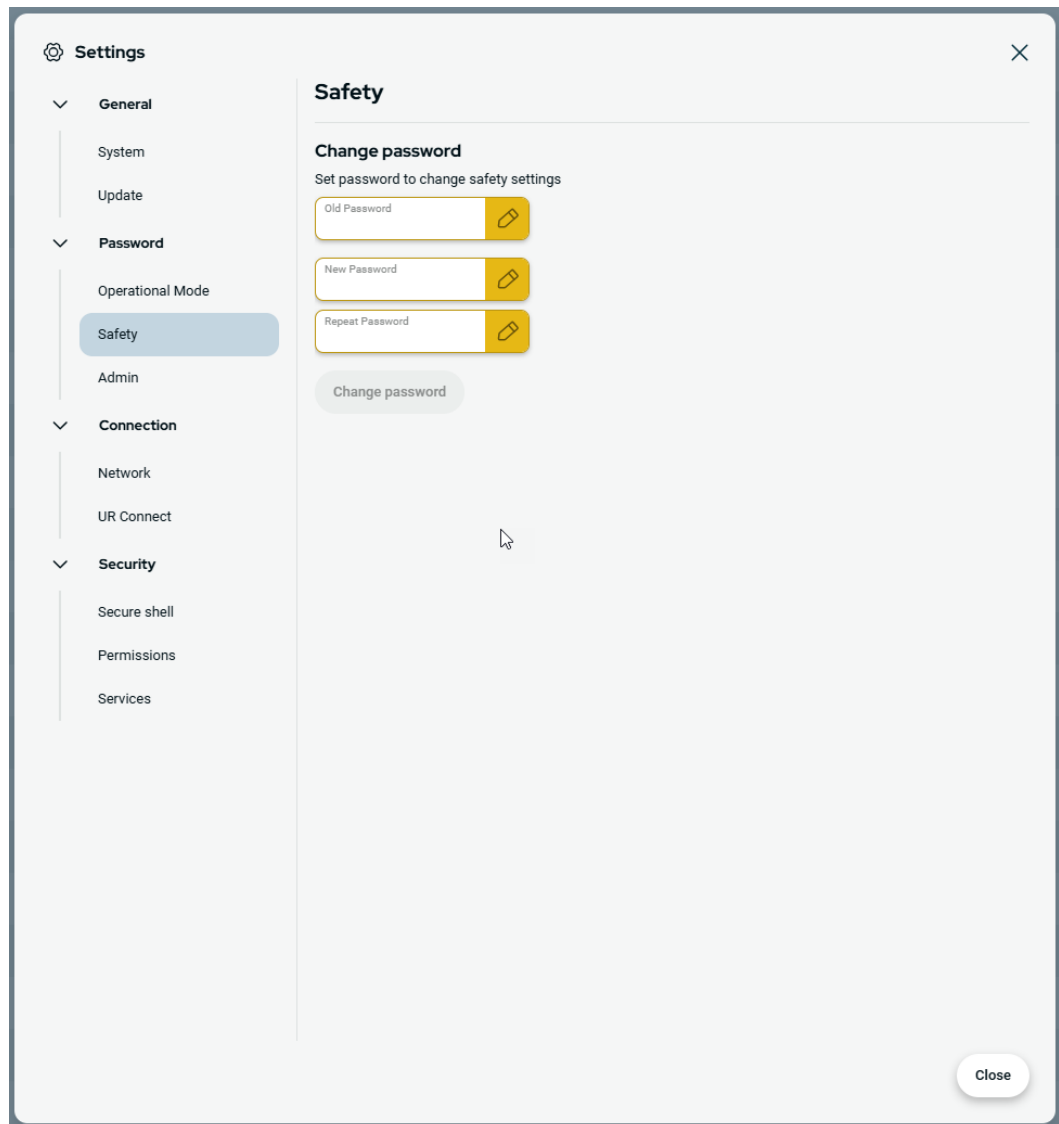 Settings
General
System
Update
Password
Operational Mode
Safety
Admin
Connection
Network
UR Connect
Security
Secure shell
Permissions
Services
Safety
Change password
Set password to change safety settings
Old Password
New Password
Repeat Password
Change password
Close